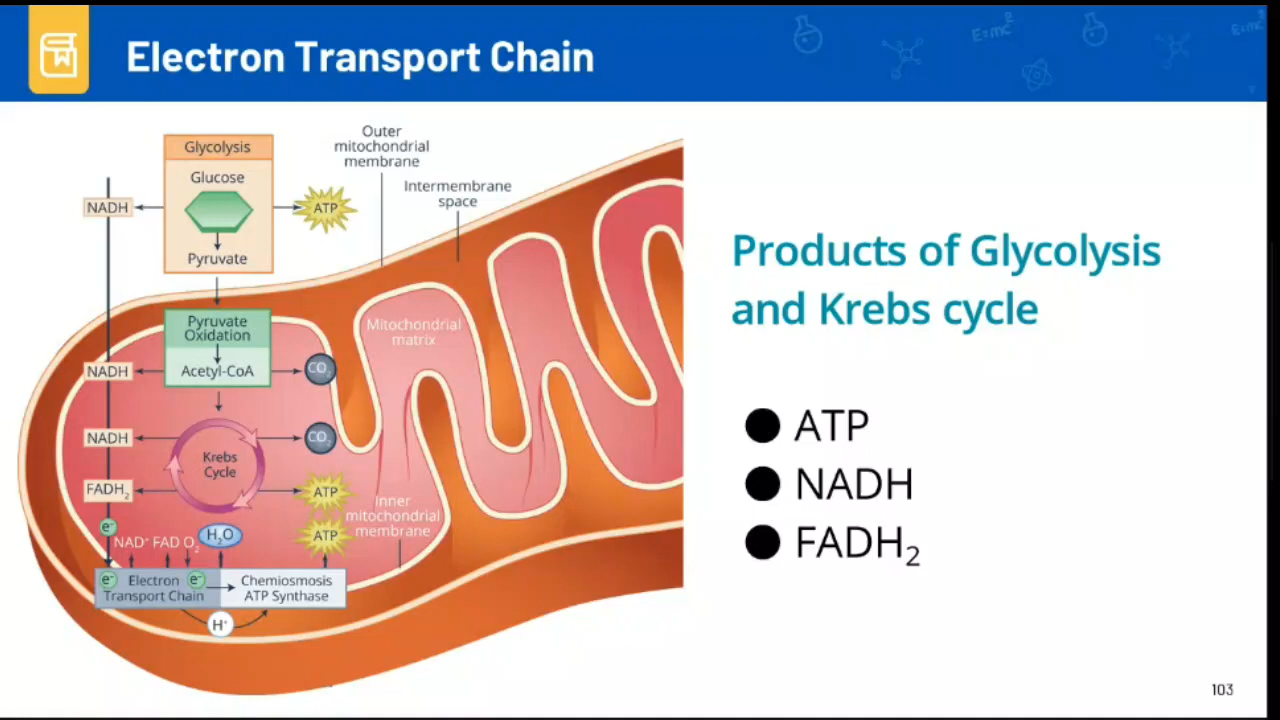 Electron Transport Chain
E=mc²
Glycolysis
Glucose
Pyruvate
NADH
ATP
Outer
mitochondrial
membrane
Intermembrane
space
Pyruvate
Oxidation
Acetyl-CoA
NADH
CO₂
Mitochondrial
matrix
NADH
Krebs
Cycle
CO₂
FADH₂
ATP
Inner
mitochondrial
membrane
e⁻
NAD⁺ FAD O₂
H₂O
ATP
e⁻ Electron e⁻
Transport Chain
Chemiosmosis
ATP Synthase
H⁺
Products of Glycolysis
and Krebs cycle
● ATP
● NADH
● FADH₂
103